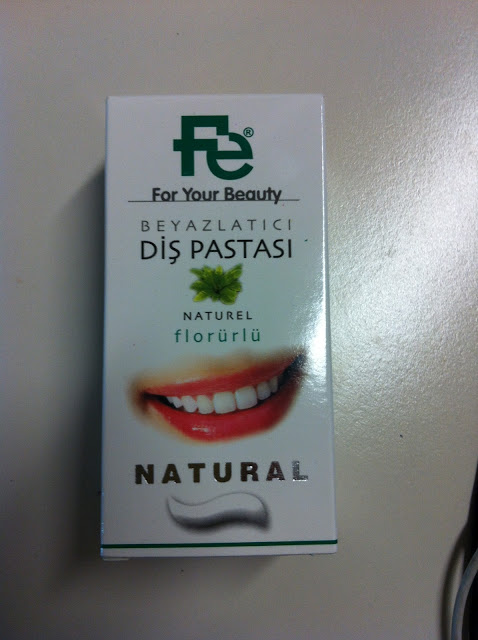 Fe®
For Your Beauty
BEYAZLATICI
DİŞ PASTASI
NATUREL
florürlü
NATURAL